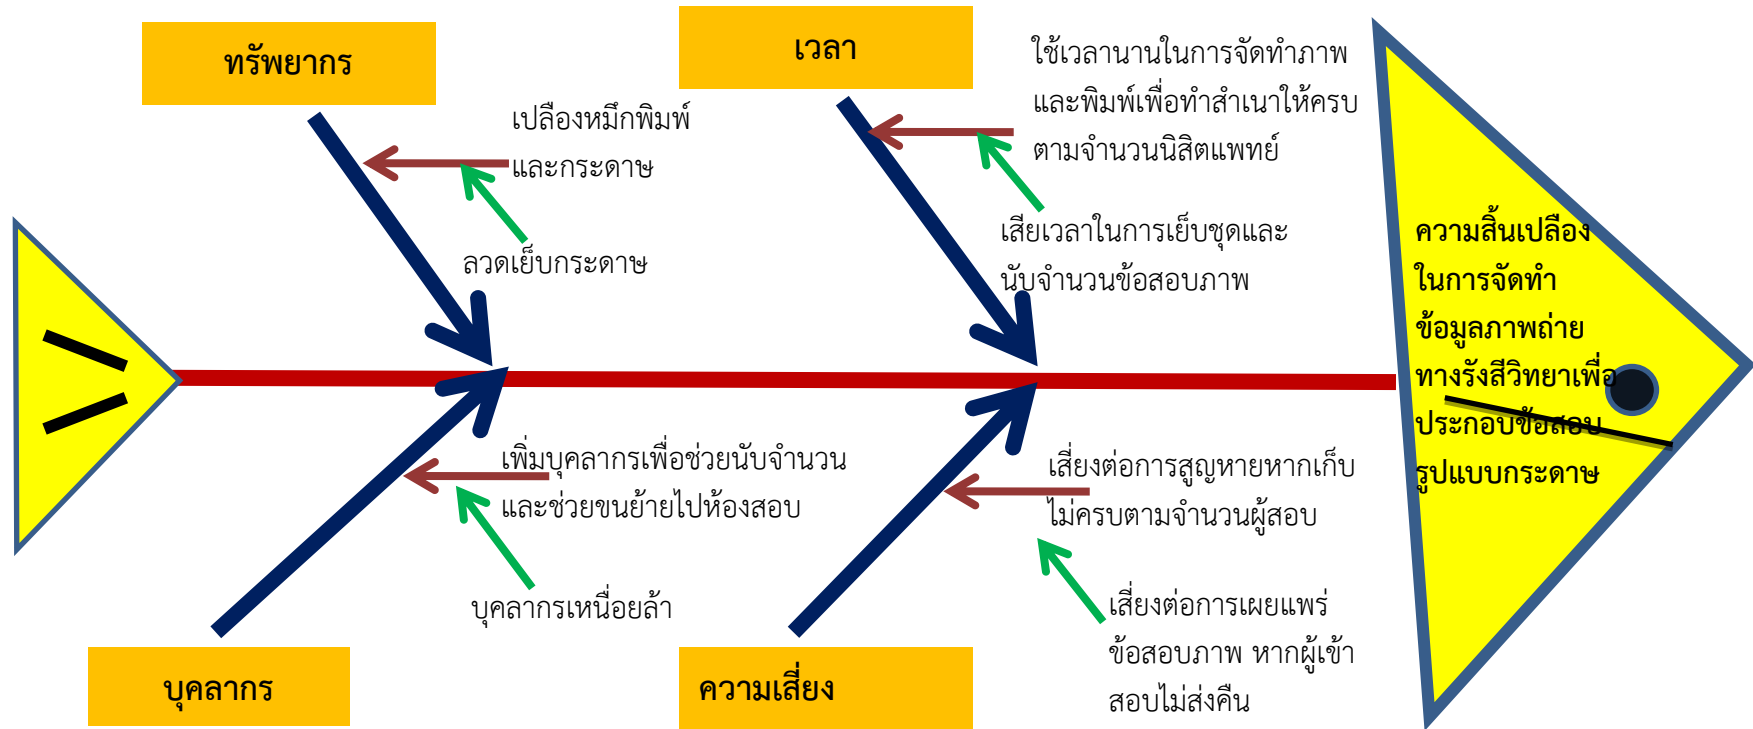 ทรัพยากร
เวลา
เปลืองหมึกพิมพ์
และกระดาษ
ลวดเย็บกระดาษ
ใช้เวลานานในการจัดทำภาพ
และพิมพ์เพื่อทำสำเนาให้ครบ
ตามจำนวนนิสิตแพทย์
เสียเวลาในการเย็บชุดและ
นับจำนวนข้อสอบภาพ
ความสิ้นเปลือง
ในการจัดทำ
ข้อมูลภาพถ่าย
ทางรังสีวิทยาเพื่อ
ประกอบข้อสอบ
รูปแบบกระดาษ
เพิ่มบุคลากรเพื่อช่วยนับจำนวน
และช่วยขนย้ายไปห้องสอบ
บุคลากรเหนื่อยล้า
เสี่ยงต่อการสูญหายหากเก็บ
ไม่ครบตามจำนวนผู้สอบ
เสี่ยงต่อการเผยแพร่
ข้อสอบภาพ หากผู้เข้า
สอบไม่ส่งคืน
บุคลากร
ความเสี่ยง